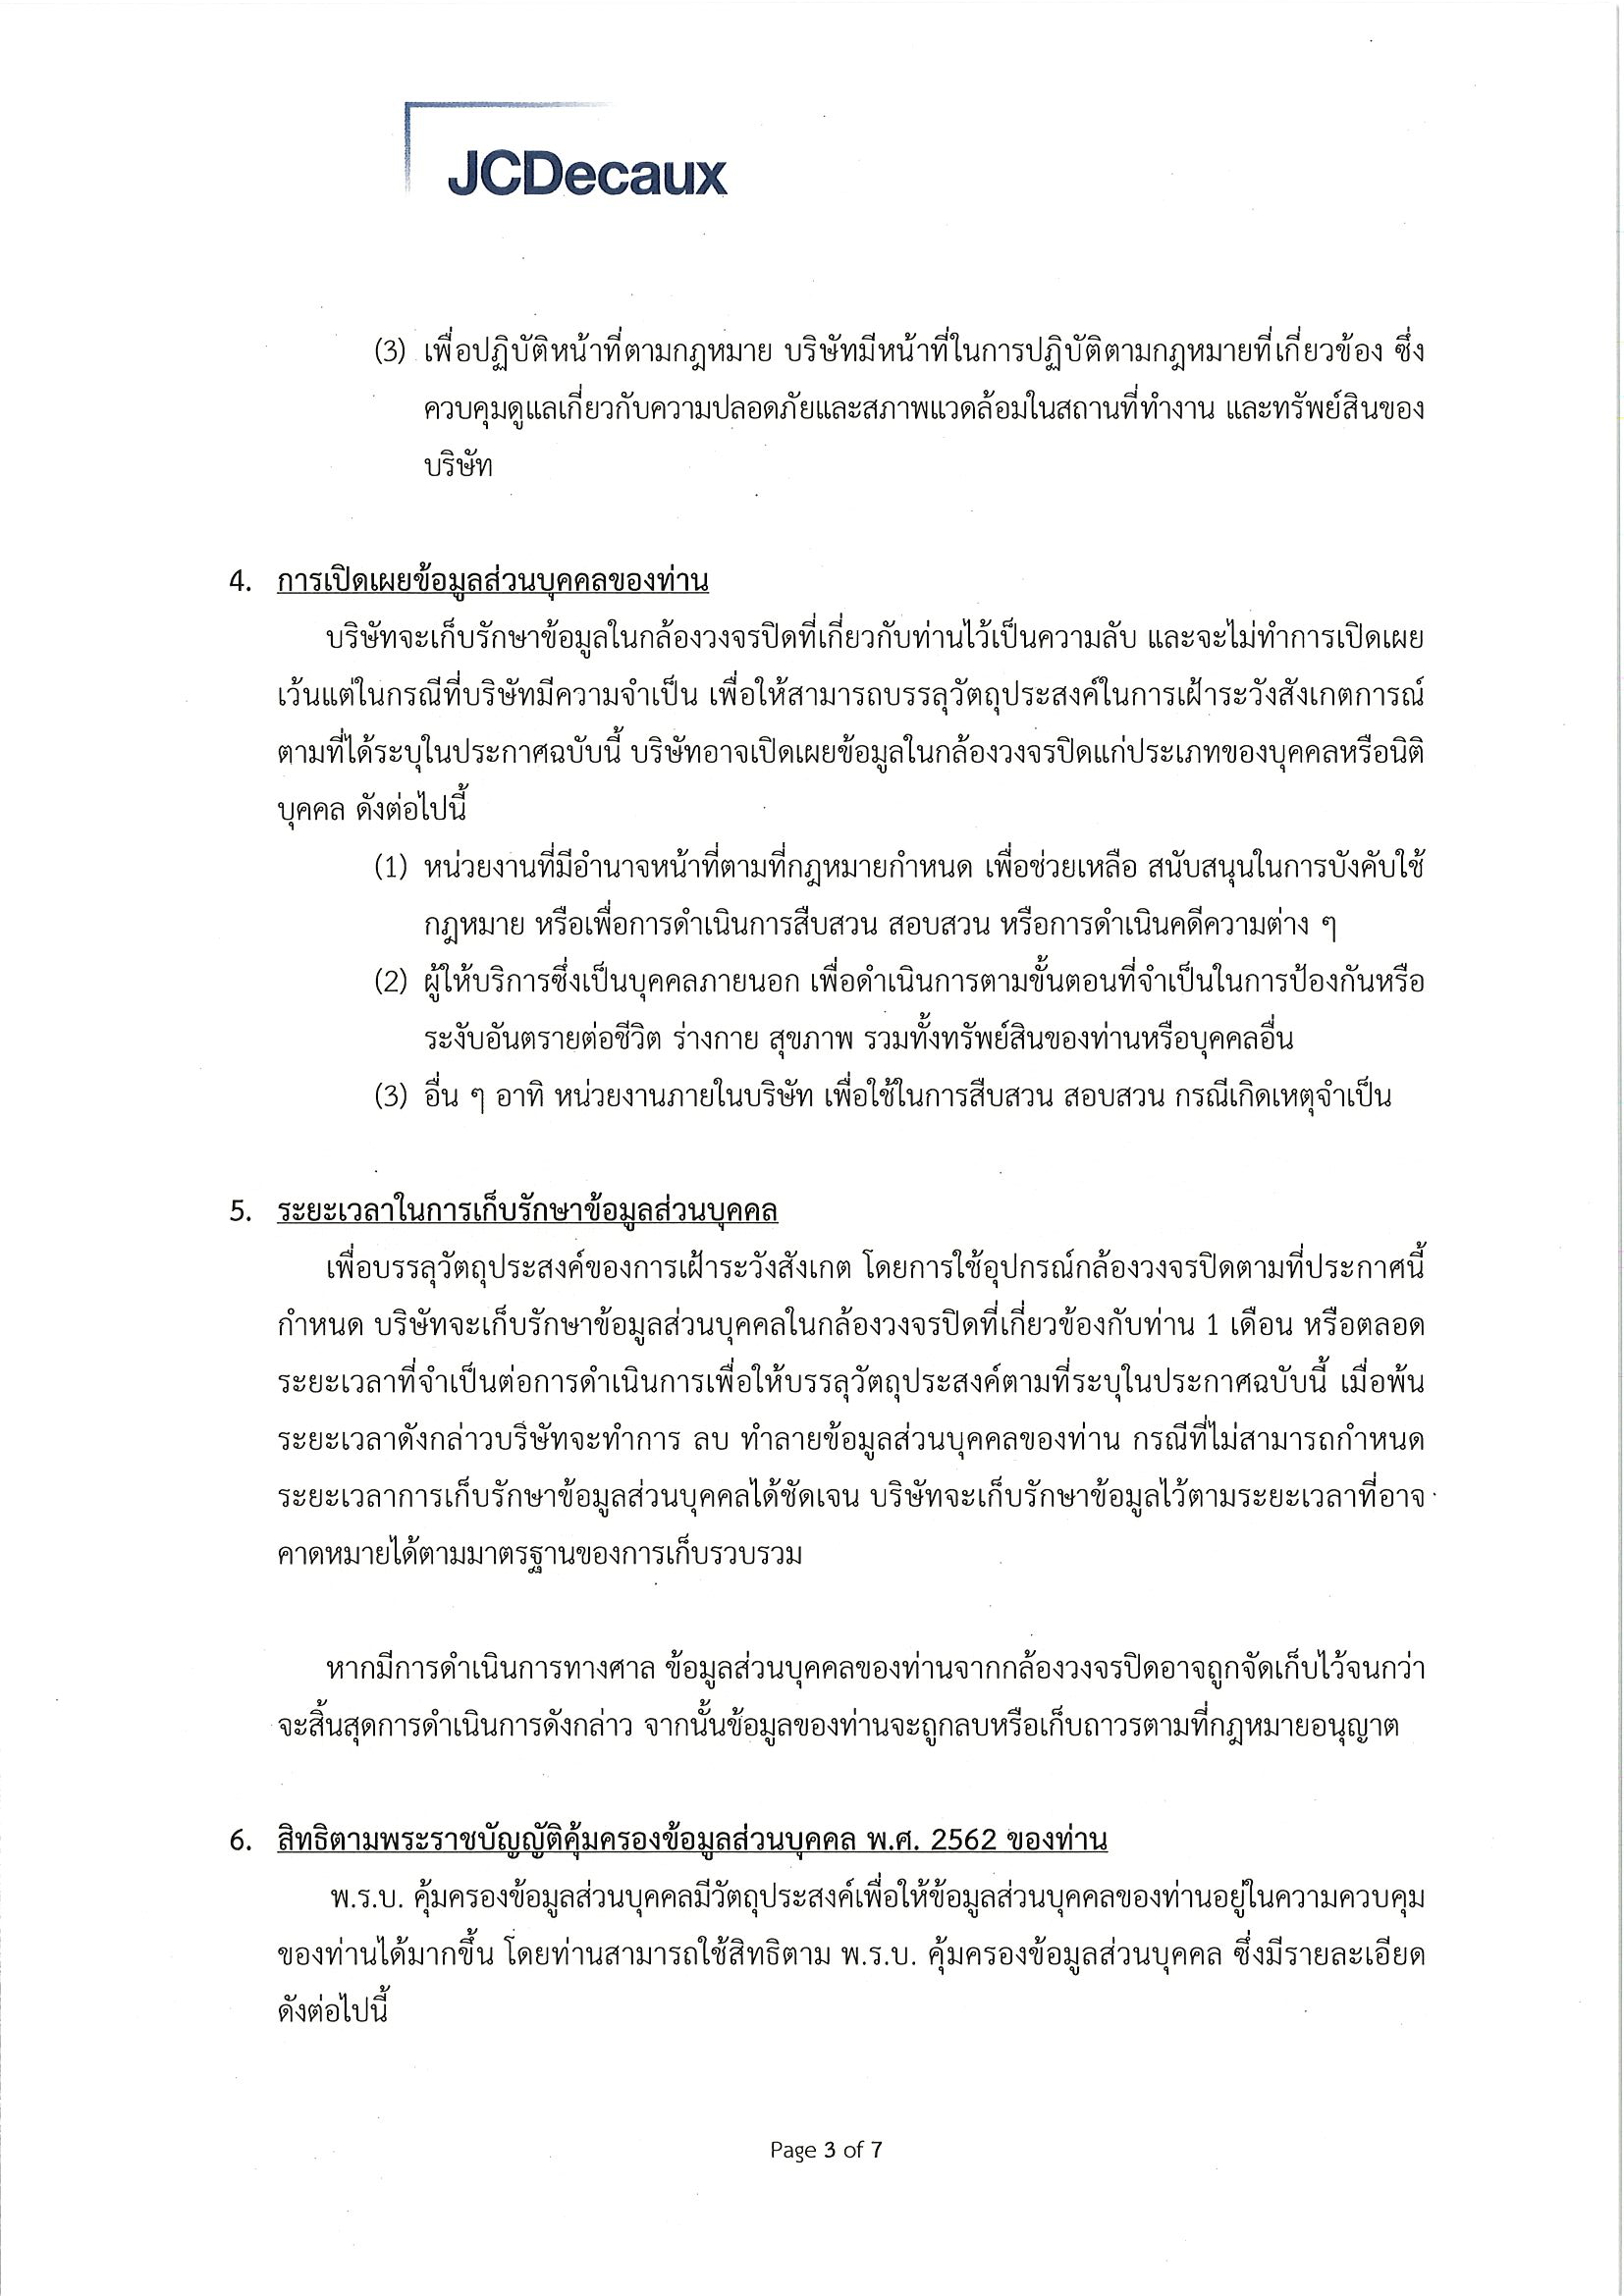 JCDecaux
(3) เพื่อปฏิบัติหน้าที่ตามกฎหมาย บริษัทมีหน้าที่ในการปฏิบัติตามกฎหมายที่เกี่ยวข้อง ซึ่ง
ควบคุมดูแลเกี่ยวกับความปลอดภัยและสภาพแวดล้อมในสถานที่ทำงาน และทรัพย์สินของ
บริษัท
4. การเปิดเผยข้อมูลส่วนบุคคลของท่าน
บริษัทจะเก็บรักษาข้อมูลในกล้องวงจรปิดที่เกี่ยวกับท่านไว้เป็นความลับ และจะไม่ทำการเปิดเผย
เว้นแต่ในกรณีที่บริษัทมีความจำเป็น เพื่อให้สามารถบรรลุวัตถุประสงค์ในการเฝ้าระวังสังเกตการณ์
ตามที่ได้ระบุในประกาศฉบับนี้ บริษัทอาจเปิดเผยข้อมูลในกล้องวงจรปิดแก่ประเภทของบุคคลหรือนิติ
บุคคล ดังต่อไปนี้
(1) หน่วยงานที่มีอำนาจหน้าที่ตามที่กฎหมายกำหนด เพื่อช่วยเหลือ สนับสนุนในการบังคับใช้
กฎหมาย หรือเพื่อการดำเนินการสืบสวน สอบสวน หรือการดำเนินคดีความต่าง ๆ
(2) ผู้ให้บริการซึ่งเป็นบุคคลภายนอก เพื่อดำเนินการตามขั้นตอนที่จำเป็นในการป้องกันหรือ
ระงับอันตรายต่อชีวิต ร่างกาย สุขภาพ รวมทั้งทรัพย์สินของท่านหรือบุคคลอื่น
(3) อื่น ๆ อาทิ หน่วยงานภายในบริษัท เพื่อใช้ในการสืบสวน สอบสวน กรณีเกิดเหตุจำเป็น
5. ระยะเวลาในการเก็บรักษาข้อมูลส่วนบุคคล
เพื่อบรรลุวัตถุประสงค์ของการเฝ้าระวังสังเกต โดยการใช้อุปกรณ์กล้องวงจรปิดตามที่ประกาศนี้
กำหนด บริษัทจะเก็บรักษาข้อมูลส่วนบุคคลในกล้องวงจรปิดที่เกี่ยวข้องกับท่าน 1 เดือน หรือตลอด
ระยะเวลาที่จำเป็นต่อการดำเนินการเพื่อให้บรรลุวัตถุประสงค์ตามที่ระบุในประกาศฉบับนี้ เมื่อพ้น
ระยะเวลาดังกล่าวบริษัทจะทำการ ลบ ทำลายข้อมูลส่วนบุคคลของท่าน กรณีที่ไม่สามารถกำหนด
ระยะเวลาการเก็บรักษาข้อมูลส่วนบุคคลได้ชัดเจน บริษัทจะเก็บรักษาข้อมูลไว้ตามระยะเวลาที่อาจ
คาดหมายได้ตามมาตรฐานของการเก็บรวบรวม
หากมีการดำเนินการทางศาล ข้อมูลส่วนบุคคลของท่านจากกล้องวงจรปิดอาจถูกจัดเก็บไว้จนกว่า
จะสิ้นสุดการดำเนินการดังกล่าว จากนั้นข้อมูลของท่านจะถูกลบหรือเก็บถาวรตามที่กฎหมายอนุญาต
6. สิทธิตามพระราชบัญญัติคุ้มครองข้อมูลส่วนบุคคล พ.ศ. 2562 ของท่าน
พ.ร.บ. คุ้มครองข้อมูลส่วนบุคคลมีวัตถุประสงค์เพื่อให้ข้อมูลส่วนบุคคลของท่านอยู่ในความควบคุม
ของท่านได้มากขึ้น โดยท่านสามารถใช้สิทธิตาม พ.ร.บ. คุ้มครองข้อมูลส่วนบุคคล ซึ่งมีรายละเอียด
ดังต่อไปนี้
Page 3 of 7